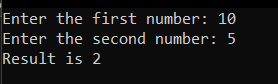 Enter the first number: 10
Enter the second number: 5
Result is 2